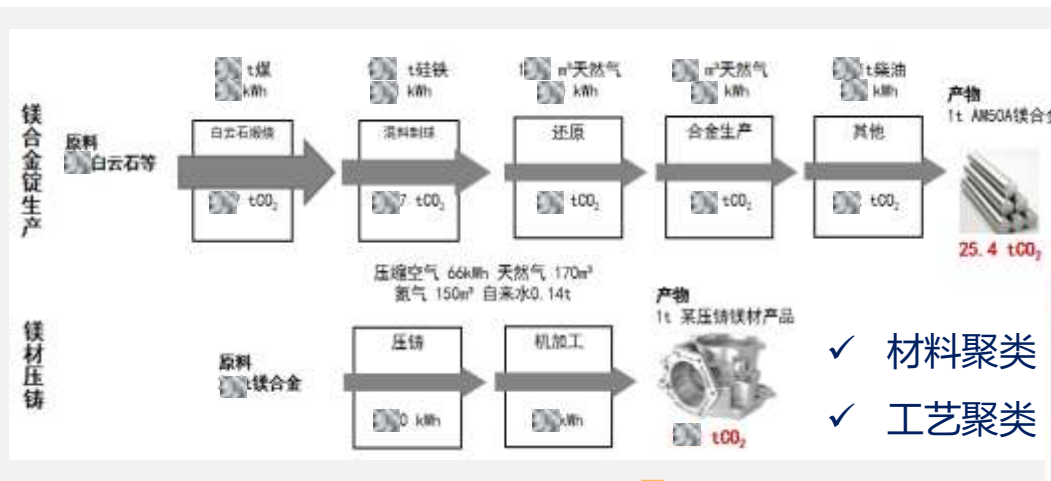 t煤
kWh
t硅铁
kWh
m³天然气
kWh
m³天然气
kWh
t柴油
kWh
产物
1t AM50A镁合金
镁合金锭生产
原料
白云石等
白云石煅烧
混料制球
还原
合金生产
其他
tCO₂
7 tCO₂
tCO₂
tCO₂
tCO₂
25.4 tCO₂
压缩空气 66kWh 天然气 170m³
氮气 150m³ 自来水0.14t
镁材压铸
原料
t镁合金
压铸
机加工
0 kWh
kWh
产物
1t 某压铸镁材产品
tCO₂
✓ 材料聚类
✓ 工艺聚类